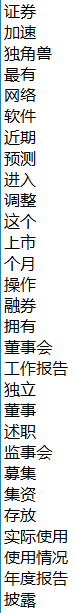 证券
加速
独角兽
最有
网络
软件
近期
预测
进入
调整
这个
上市
个月
操作
融券
拥有
董事会
工作报告
独立
董事
述职
监事会
募集
集资
存放
实际使用
使用情况
年度报告
披露